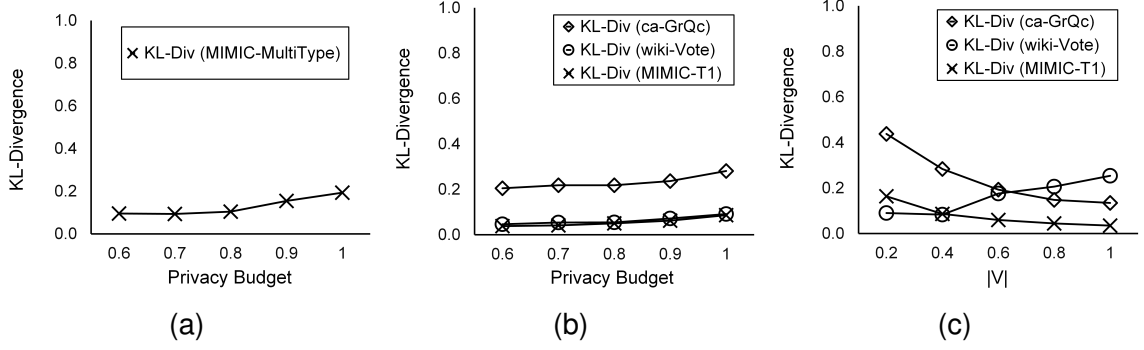 KL-Divergence
1.0
0.8
0.6
0.4
0.2
0.0
KL-Div (MIMIC-MultiType)
0.6 0.7 0.8 0.9 1
Privacy Budget
(a)
KL-Divergence
1.0
0.8
0.6
0.4
0.2
0.0
KL-Div (ca-GrQc)
KL-Div (wiki-Vote)
KL-Div (MIMIC-T1)
0.6 0.7 0.8 0.9 1
Privacy Budget
(b)
KL-Divergence
1.0
0.8
0.6
0.4
0.2
0.0
KL-Div (ca-GrQc)
KL-Div (wiki-Vote)
KL-Div (MIMIC-T1)
0.2 0.4 0.6 0.8 1
|V|
(c)